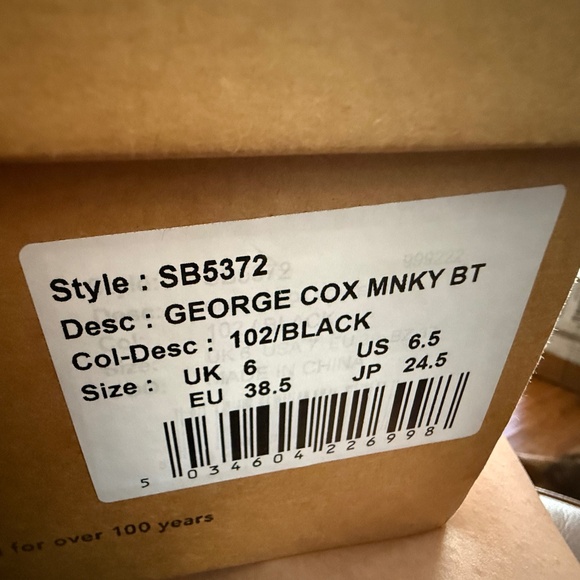 Style : SB5372
Desc : GEORGE COX MNKY BT
Col-Desc : 102/BLACK
Size : UK 6 US 6.5
EU 38.5 JP 24.5
5 034604 226998
for over 100 years